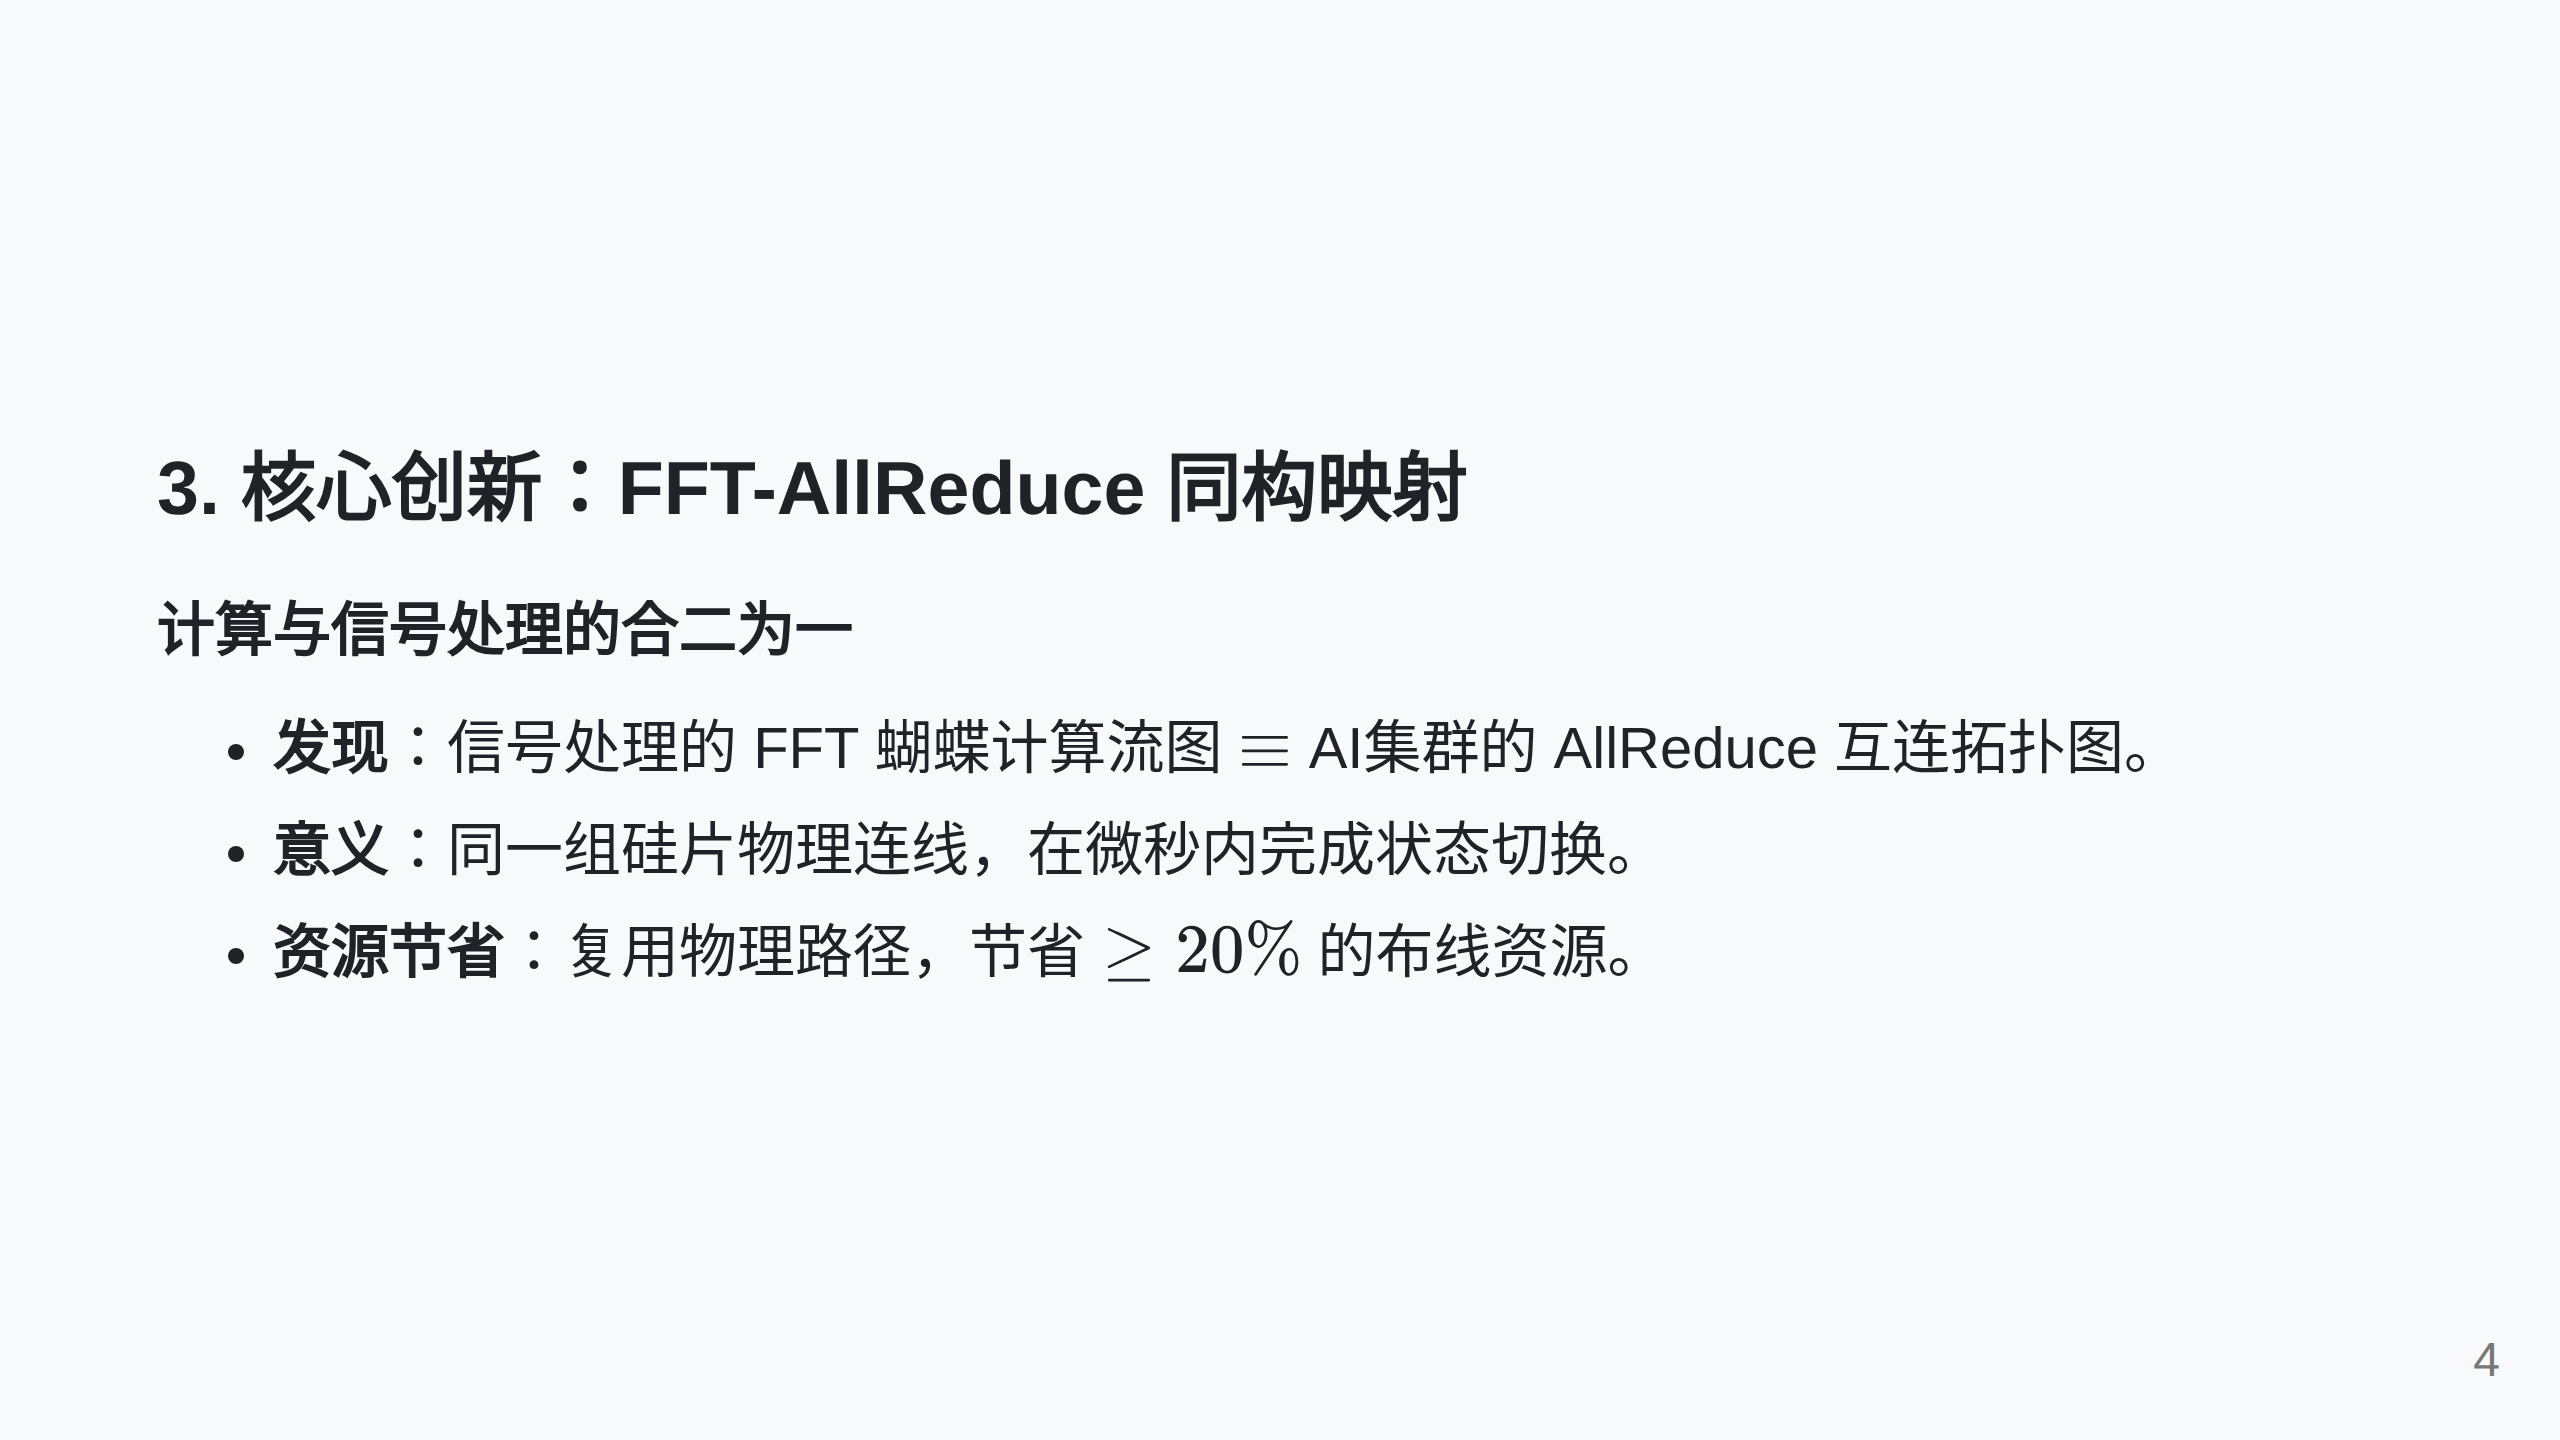 3. 核心创新：FFT-AllReduce 同构映射
计算与信号处理的合二为一
• 发现：信号处理的 FFT 蝴蝶计算流图 ≡ AI集群的 AllReduce 互连拓扑图。
• 意义：同一组硅片物理连线，在微秒内完成状态切换。
• 资源节省：复用物理路径，节省 ≥ 20% 的布线资源。
4